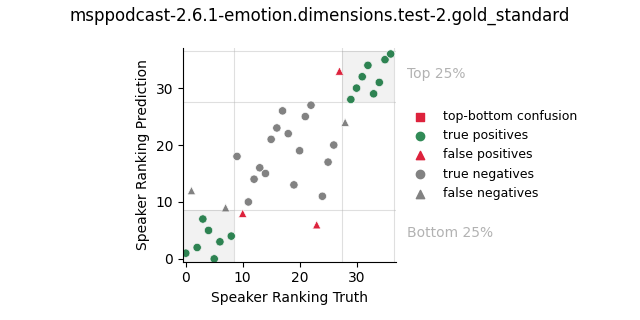 msppodcast-2.6.1-emotion.dimensions.test-2.gold_standard
Speaker Ranking Prediction
30
20
10
0
0 10 20 30
Speaker Ranking Truth
Top 25%
top-bottom confusion
true positives
false positives
true negatives
false negatives
Bottom 25%